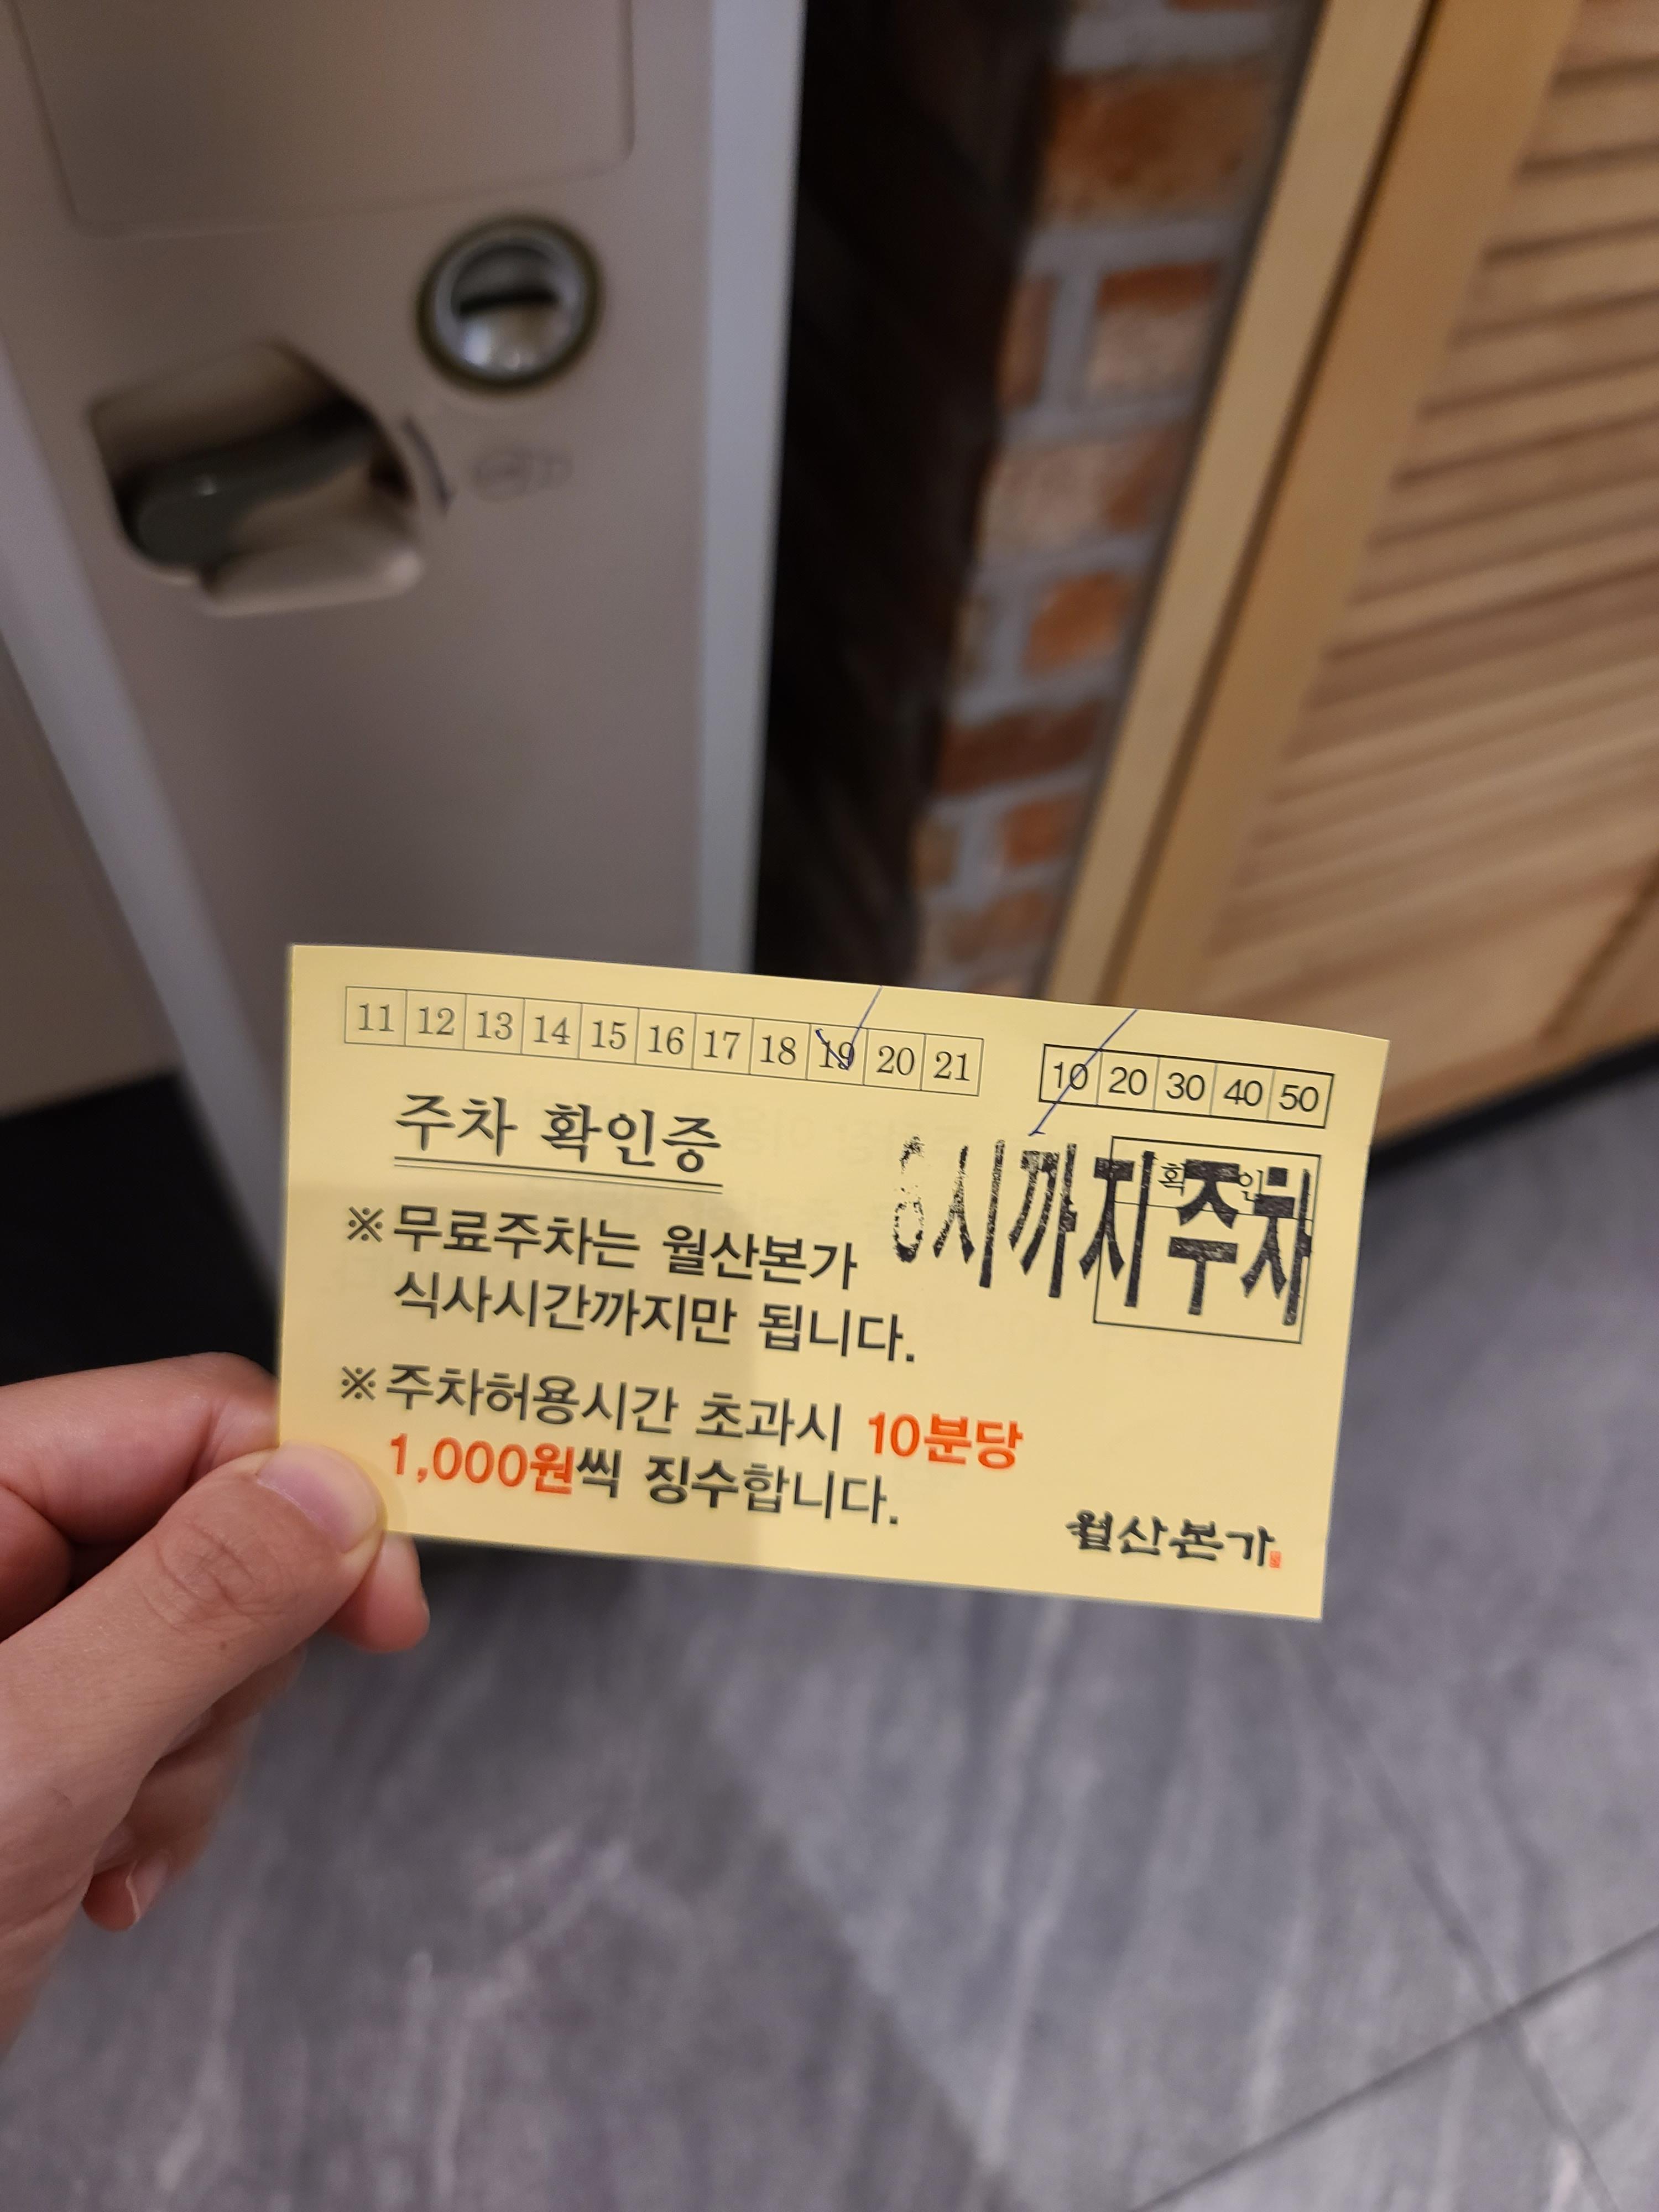 11 12 13 14 15 16 17 18 19 20 21
10 20 30 40 50
주차 확인증
확 인
시까지주차
※무료주차는 월산본가
식사시간까지만 됩니다.
※주차허용시간 초과시 10분당
1,000원씩 징수합니다.
월산본가